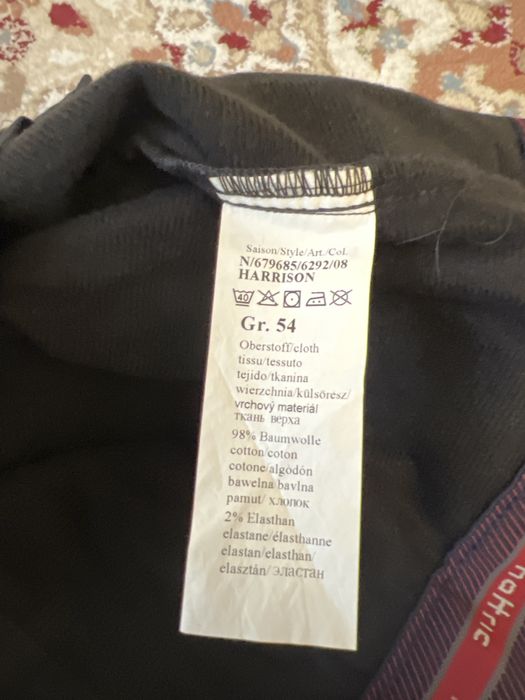 Saison/Style/Art./Col.
N/679685/6292/08
HARRISON
40
Gr. 54
Oberstoff/cloth
tissu/tessuto
tejido/tkanina
wierzchnia/külsőrész/
vrchový materiál
ткань верха
98% Baumwolle
cotton/coton
cotone/algodón
bawelna/bavlna
pamut/ хлопок
2% Elasthan
elastane/élasthanne
elastan/elasthan/
elasztán/ эластан